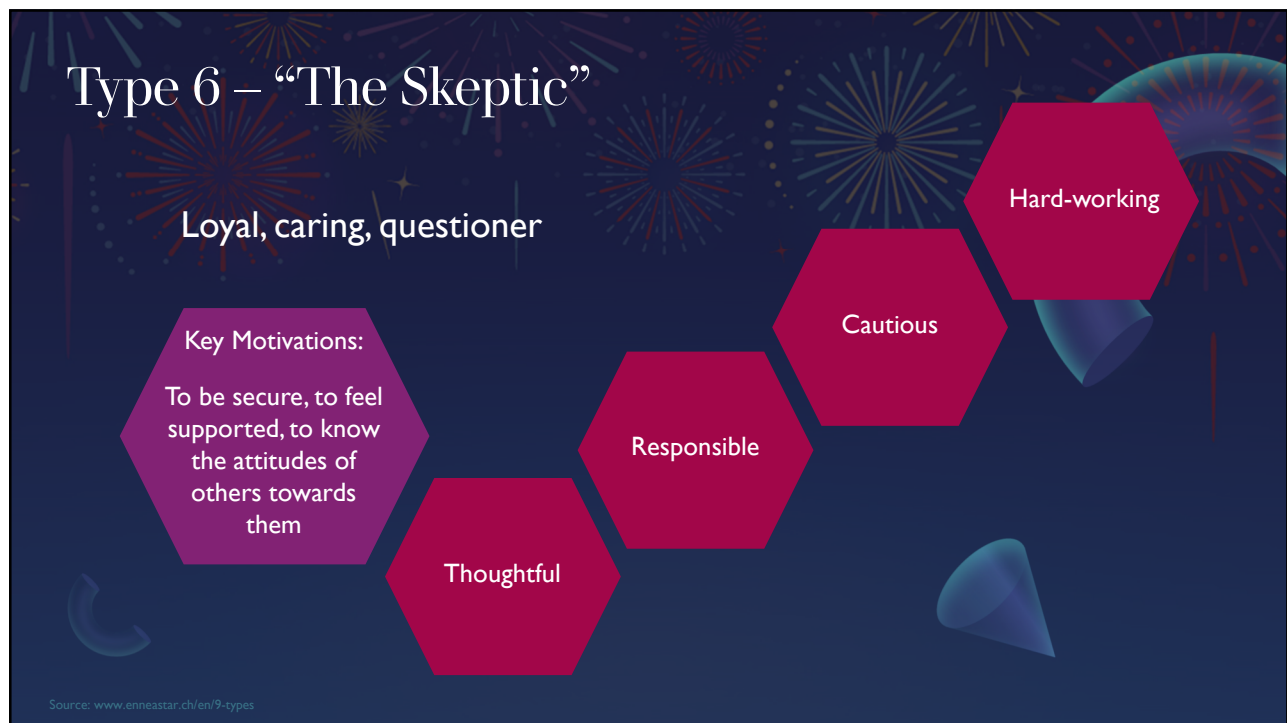 Type 6 – “The Skeptic”
Loyal, caring, questioner
Key Motivations:
To be secure, to feel
supported, to know
the attitudes of
others towards
them
Thoughtful
Responsible
Cautious
Hard-working
Source: www.enneastar.ch/en/9-types